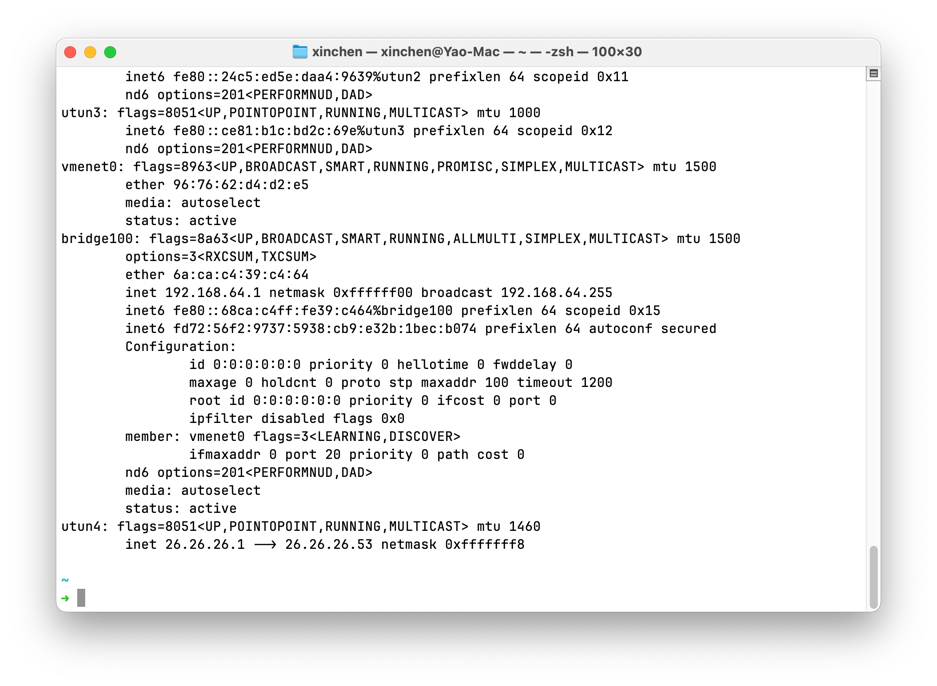 xinchen — xinchen@Yao-Mac — ~ — -zsh — 100×30
inet6 fe80::24c5:ed5e:daa4:9639%utun2 prefixlen 64 scopeid 0x11
nd6 options=201<PERFORMNUD,DAD>
utun3: flags=8051<UP,POINTOPOINT,RUNNING,MULTICAST> mtu 1000
inet6 fe80::ce81:b1c:bd2c:69e%utun3 prefixlen 64 scopeid 0x12
nd6 options=201<PERFORMNUD,DAD>
vmenet0: flags=8963<UP,BROADCAST,SMART,RUNNING,PROMISC,SIMPLEX,MULTICAST> mtu 1500
ether 96:76:62:d4:d2:e5
media: autoselect
status: active
bridge100: flags=8a63<UP,BROADCAST,SMART,RUNNING,ALLMULTI,SIMPLEX,MULTICAST> mtu 1500
options=3<RXCSUM,TXCSUM>
ether 6a:ca:c4:39:c4:64
inet 192.168.64.1 netmask 0xffffff00 broadcast 192.168.64.255
inet6 fe80::68ca:c4ff:fe39:c464%bridge100 prefixlen 64 scopeid 0x15
inet6 fd72:56f2:9737:5938:cb9:e32b:1bec:b074 prefixlen 64 autoconf secured
Configuration:
id 0:0:0:0:0:0 priority 0 hellotime 0 fwddelay 0
maxage 0 holdcnt 0 proto stp maxaddr 100 timeout 1200
root id 0:0:0:0:0:0 priority 0 ifcost 0 port 0
ipfilter disabled flags 0x0
member: vmenet0 flags=3<LEARNING,DISCOVER>
ifmaxaddr 0 port 20 priority 0 path cost 0
nd6 options=201<PERFORMNUD,DAD>
media: autoselect
status: active
utun4: flags=8051<UP,POINTOPOINT,RUNNING,MULTICAST> mtu 1460
inet 26.26.26.1 --> 26.26.26.53 netmask 0xfffffff8
~
➜